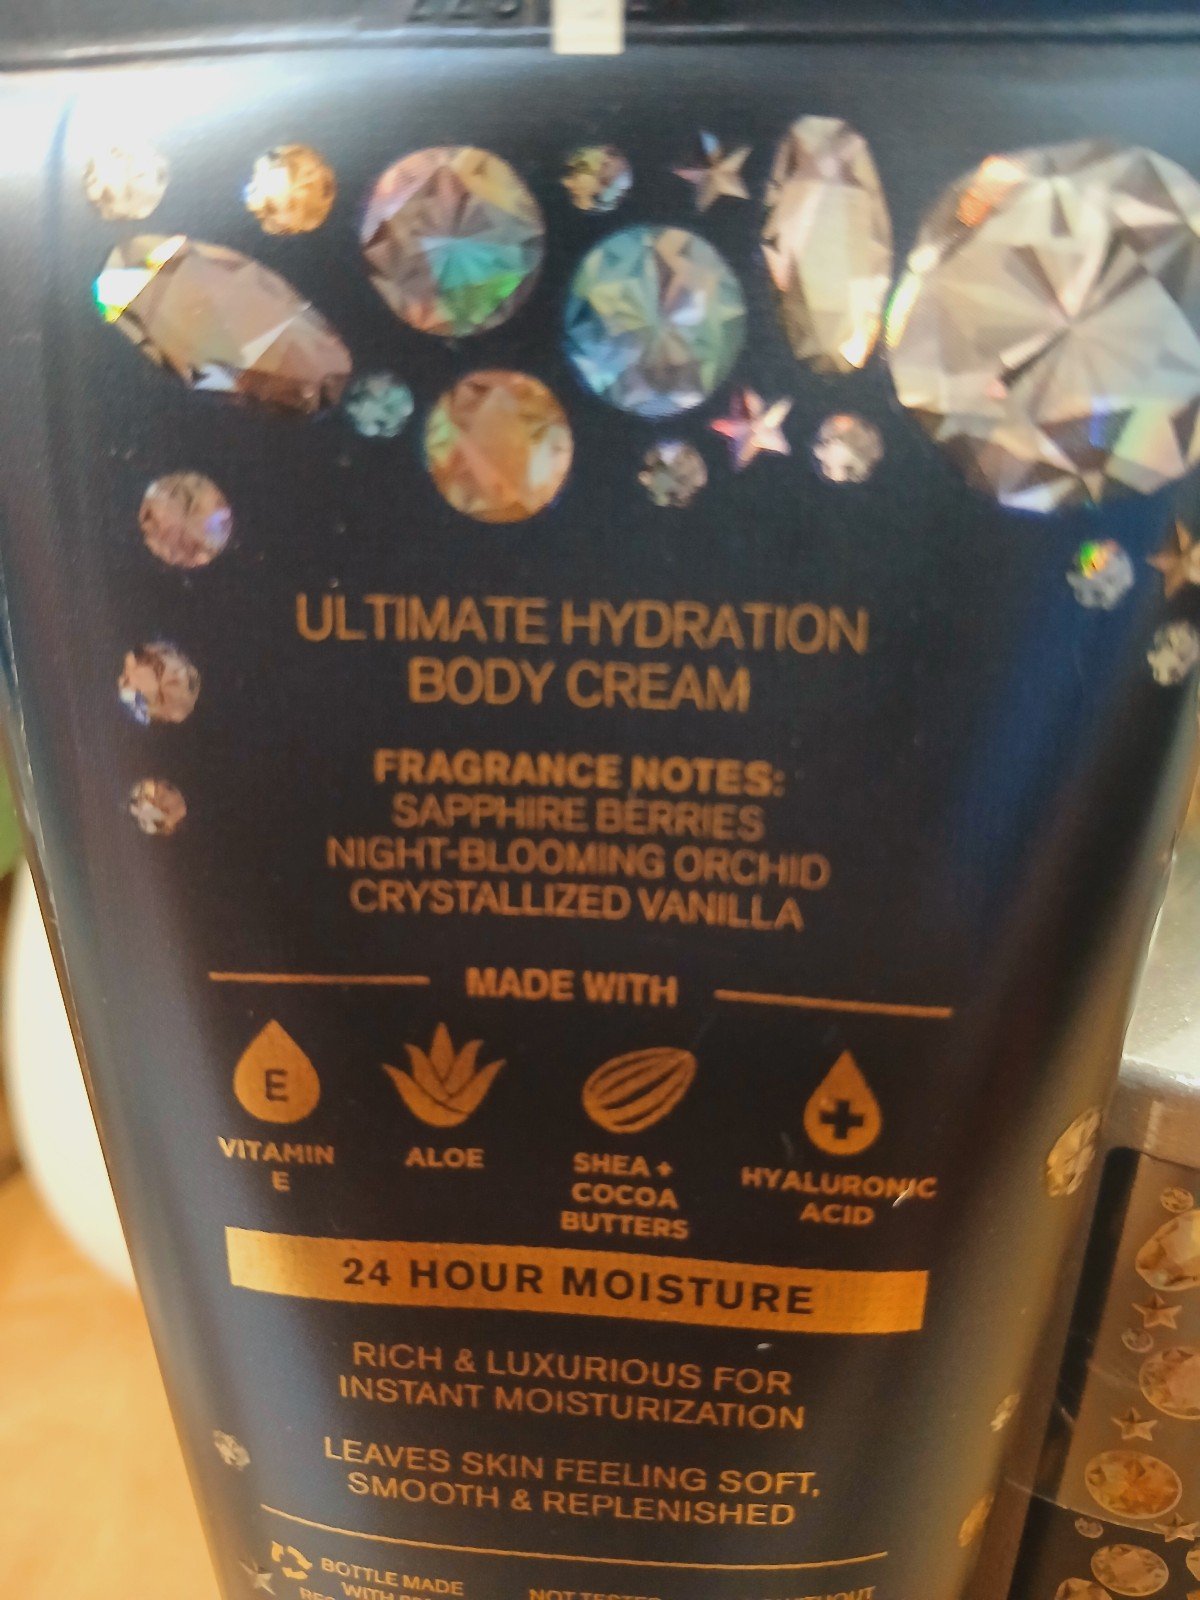 ULTIMATE HYDRATION
BODY CREAM
FRAGRANCE NOTES:
SAPPHIRE BERRIES
NIGHT-BLOOMING ORCHID
CRYSTALLIZED VANILLA
MADE WITH
E
VITAMIN
E
ALOE
SHEA +
COCOA
BUTTERS
HYALURONIC
ACID
24 HOUR MOISTURE
RICH & LUXURIOUS FOR
INSTANT MOISTURIZATION
LEAVES SKIN FEELING SOFT,
SMOOTH & REPLENISHED
BOTTLE MADE
WITH
NOT TESTED